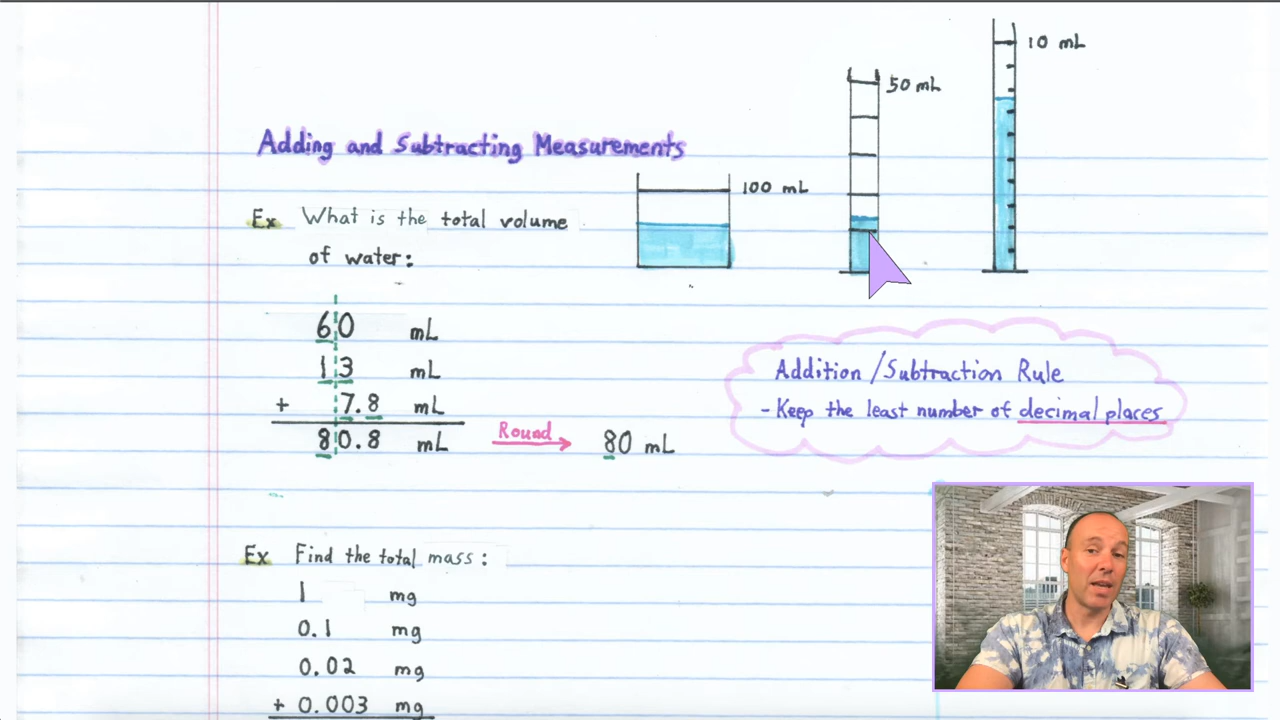 10 mL
50 mL
Adding and Subtracting Measurements
100 mL
Ex What is the total volume
of water:
60 mL
13 mL
+ 7.8 mL
80.8 mL Round 80 mL
Addition/Subtraction Rule
- Keep the least number of decimal places
Ex Find the total mass:
1 mg
0.1 mg
0.02 mg
+ 0.003 mg